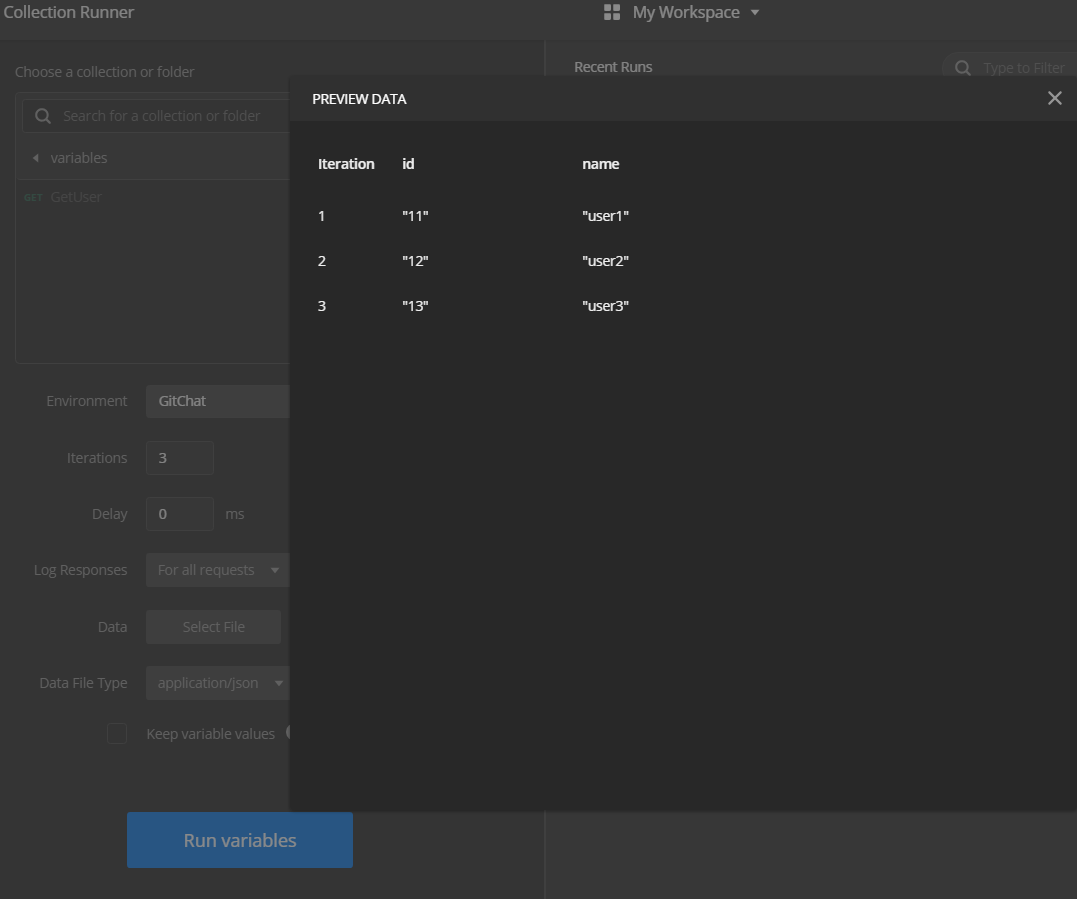 Collection Runner
My Workspace
Choose a collection or folder
Search for a collection or folder
variables
GET GetUser
Environment GitChat
Iterations 3
Delay 0 ms
Log Responses For all requests
Data Select File
Data File Type application/json
Keep variable values
Run variables
Recent Runs
Type to Filter
PREVIEW DATA
Iteration id name
1 "11" "user1"
2 "12" "user2"
3 "13" "user3"